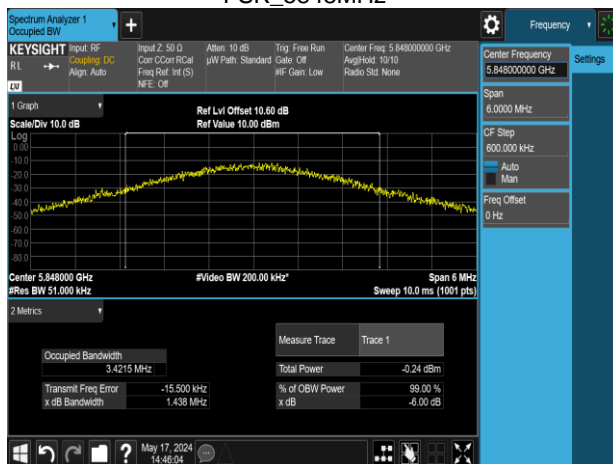 Spectrum Analyzer 1
Occupied BW
Frequency
KEYSIGHT
RL
Input: RF
Coupling: DC
Align: Auto
Input Z: 50 Ω
Corr CCorr RCal
Freq Ref: Int (S)
NFE: Off
Atten: 10 dB
µW Path: Standard
Trig: Free Run
Gate: Off
#IF Gain: Low
Center Freq: 5.848000000 GHz
Avg|Hold: 10/10
Radio Std: None
LXI
Center Frequency
5.848000000 GHz
Settings
Span
6.0000 MHz
CF Step
600.000 kHz
Auto
Man
Freq Offset
0 Hz
1 Graph
Scale/Div 10.0 dB
Ref Lvl Offset 10.60 dB
Ref Value 10.00 dBm
Log
0.00
-10.0
-20.0
-30.0
-40.0
-50.0
-60.0
-70.0
-80.0
Center 5.848000 GHz
#Res BW 51.000 kHz
#Video BW 200.00 kHz*
Span 6 MHz
Sweep 10.0 ms (1001 pts)
2 Metrics
Measure Trace
Trace 1
Occupied Bandwidth
3.4215 MHz
Total Power
-0.24 dBm
Transmit Freq Error
-15.500 kHz
% of OBW Power
99.00 %
x dB Bandwidth
1.438 MHz
x dB
-6.00 dB
?
May 17, 2024
14:46:04